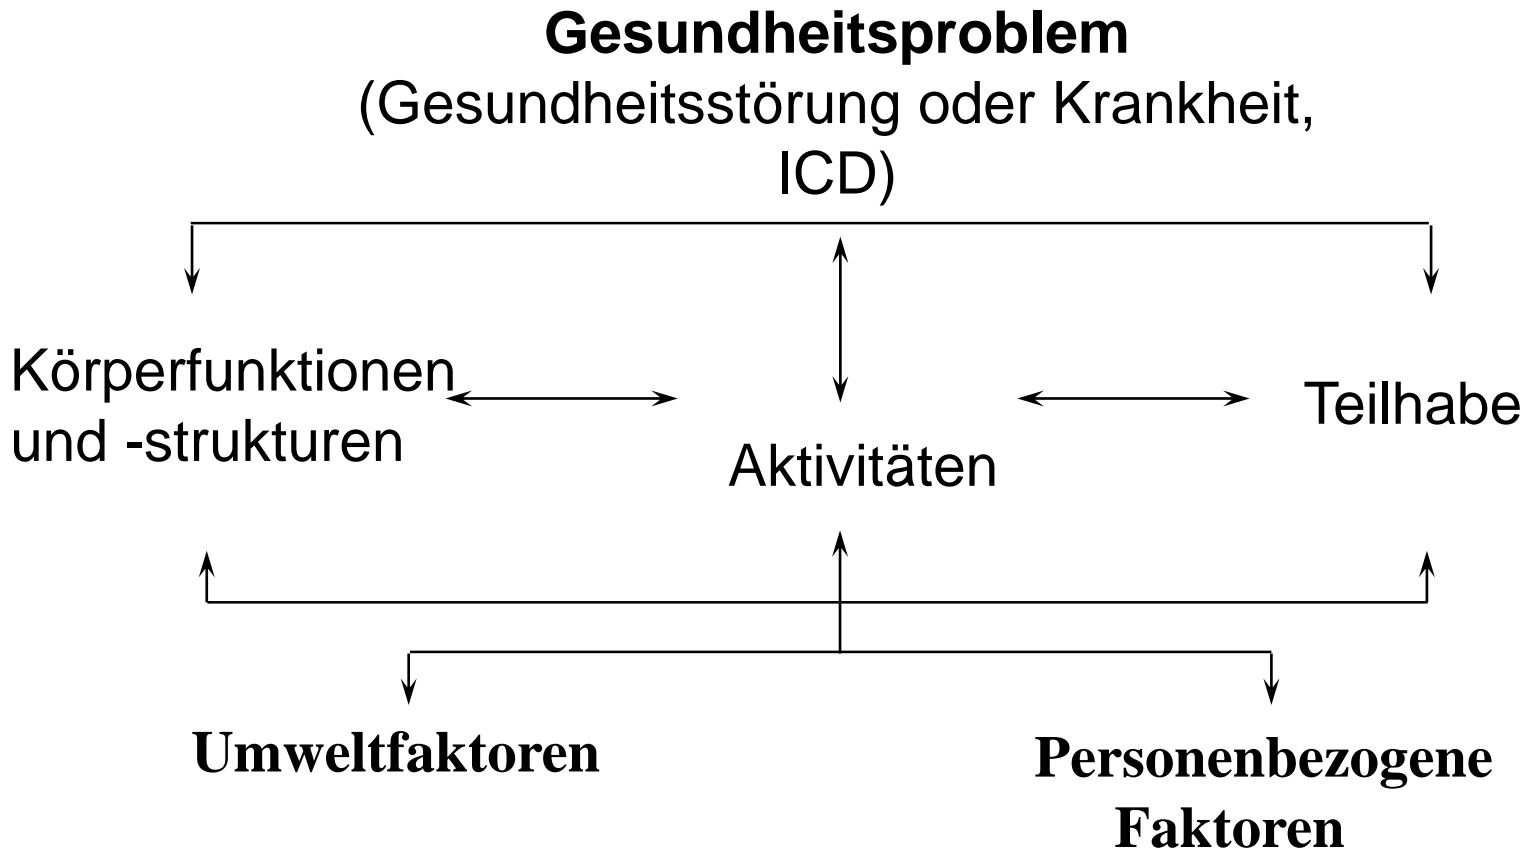 Gesundheitsproblem
(Gesundheitsstörung oder Krankheit,
ICD)
Körperfunktionen
und -strukturen
Aktivitäten
Teilhabe
Umweltfaktoren
Personenbezogene
Faktoren